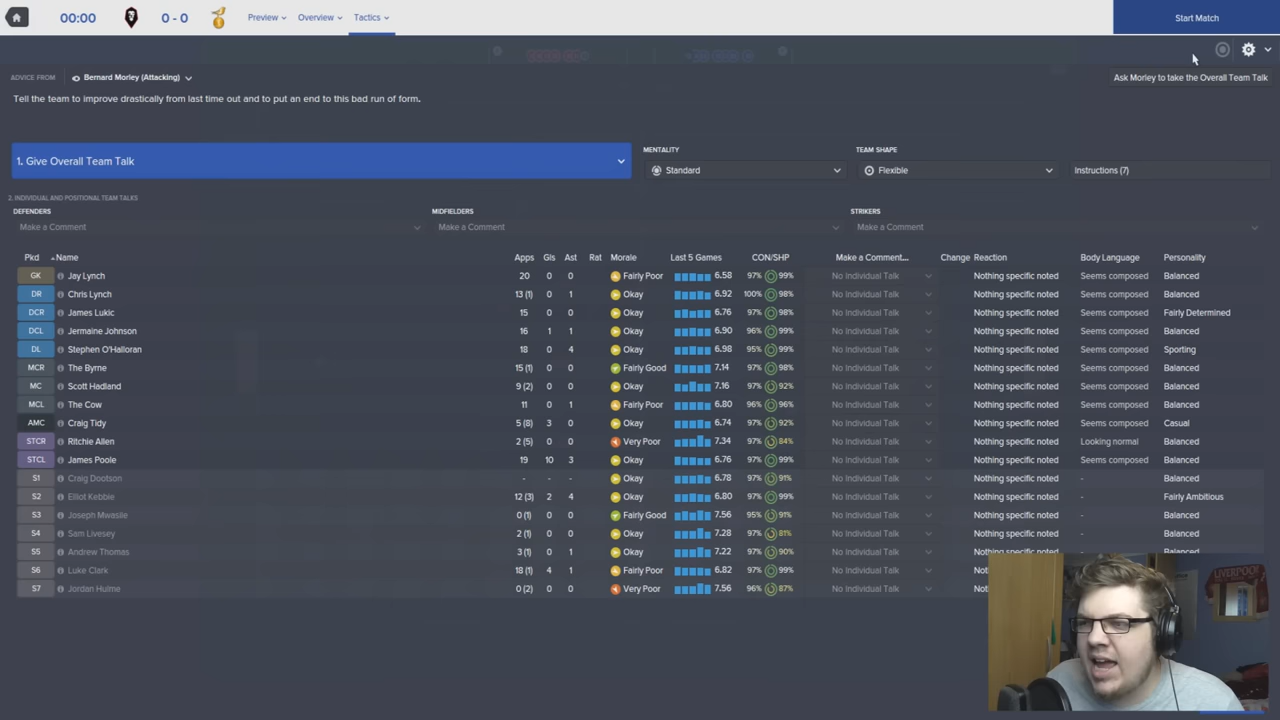 00:00 0 - 0 Preview Overview Tactics Start Match
ADVICE FROM Bernard Morley (Attacking) Ask Morley to take the Overall Team Talk
Tell the team to improve drastically from last time out and to put an end to this bad run of form.
MENTALITY TEAM SHAPE
1. Give Overall Team Talk Standard Flexible Instructions (7)
2. INDIVIDUAL AND POSITIONAL TEAM TALKS
DEFENDERS MIDFIELDERS STRIKERS
Make a Comment Make a Comment Make a Comment
Pkd Name Apps Gls Ast Rat Morale Last 5 Games CON/SHP Make a Comment... Change Reaction Body Language Personality
GK Jay Lynch 20 0 0 Fairly Poor 6.58 97% 99% No Individual Talk Nothing specific noted Seems composed Balanced
DR Chris Lynch 13 (1) 0 1 Okay 6.92 100% 98% No Individual Talk Nothing specific noted Seems composed Balanced
DCR James Lukic 15 0 0 Okay 6.76 97% 98% No Individual Talk Nothing specific noted Seems composed Fairly Determined
DCL Jermaine Johnson 16 1 1 Okay 6.90 96% 99% No Individual Talk Nothing specific noted Seems composed Balanced
DL Stephen O'Halloran 18 0 4 Okay 6.98 95% 99% No Individual Talk Nothing specific noted Seems composed Sporting
MCR The Byrne 15 (1) 0 0 Fairly Good 7.14 97% 98% No Individual Talk Nothing specific noted Seems composed Balanced
MC Scott Hadland 9 (2) 0 0 Okay 7.16 97% 92% No Individual Talk Nothing specific noted Seems composed Balanced
MCL The Cow 11 0 1 Fairly Poor 6.80 96% 96% No Individual Talk Nothing specific noted Seems composed Balanced
AMC Craig Tidy 5 (8) 3 0 Okay 6.74 97% 92% No Individual Talk Nothing specific noted Seems composed Casual
STCR Ritchie Allen 2 (5) 0 0 Very Poor 7.34 97% 84% No Individual Talk Nothing specific noted Looking normal Balanced
STCL James Poole 19 10 3 Okay 6.76 97% 99% No Individual Talk Nothing specific noted Seems composed Balanced
S1 Craig Dootson - - - Okay 6.78 97% 91% No Individual Talk Nothing specific noted - Balanced
S2 Elliot Kebbie 12 (3) 2 4 Okay 6.80 97% 99% No Individual Talk Nothing specific noted - Fairly Ambitious
S3 Joseph Mwasile 0 (1) 0 0 Fairly Good 7.56 95% 91% No Individual Talk Nothing specific noted - Balanced
S4 Sam Livesey 2 (1) 0 0 Okay 7.28 97% 81% No Individual Talk Nothing specific noted - Balanced
S5 Andrew Thomas 3 (1) 0 1 Okay 7.22 97% 90% No Individual Talk Nothing specific noted - Balanced
S6 Luke Clark 18 (1) 4 1 Fairly Poor 6.82 97% 99% No Individual Talk
S7 Jordan Hulme 0 (2) 0 0 Very Poor 7.56 96% 87% No Individual Talk
LIVERPOOL